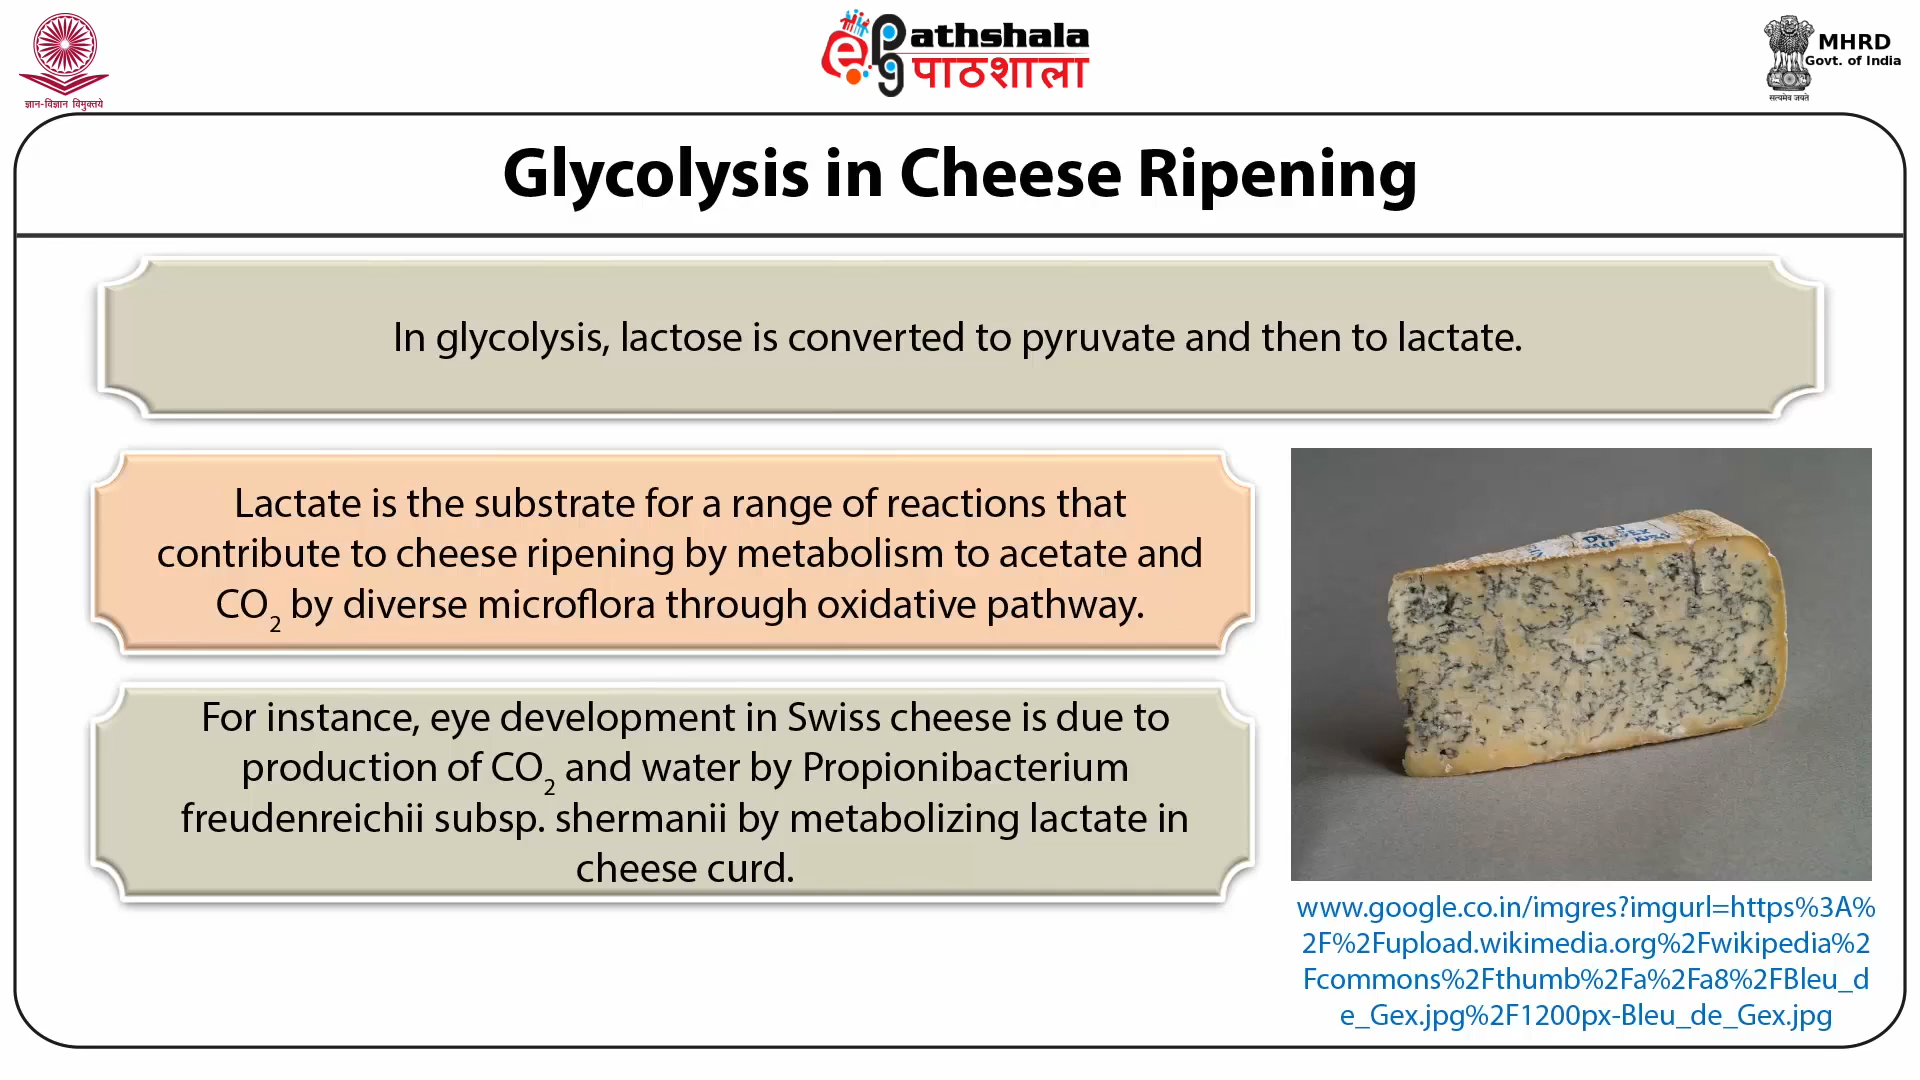 ज्ञान-विज्ञान विमुक्तये
ePathshala
पाठशाला
MHRD
Govt. of India
सत्यमेव जयते
Glycolysis in Cheese Ripening
In glycolysis, lactose is converted to pyruvate and then to lactate.
Lactate is the substrate for a range of reactions that
contribute to cheese ripening by metabolism to acetate and
CO₂ by diverse microflora through oxidative pathway.
For instance, eye development in Swiss cheese is due to
production of CO₂ and water by Propionibacterium
freudenreichii subsp. shermanii by metabolizing lactate in
cheese curd.
www.google.co.in/imgres?imgurl=https%3A%
2F%2Fupload.wikimedia.org%2Fwikipedia%2
Fcommons%2Fthumb%2Fa%2Fa8%2FBleu_d
e_Gex.jpg%2F1200px-Bleu_de_Gex.jpg